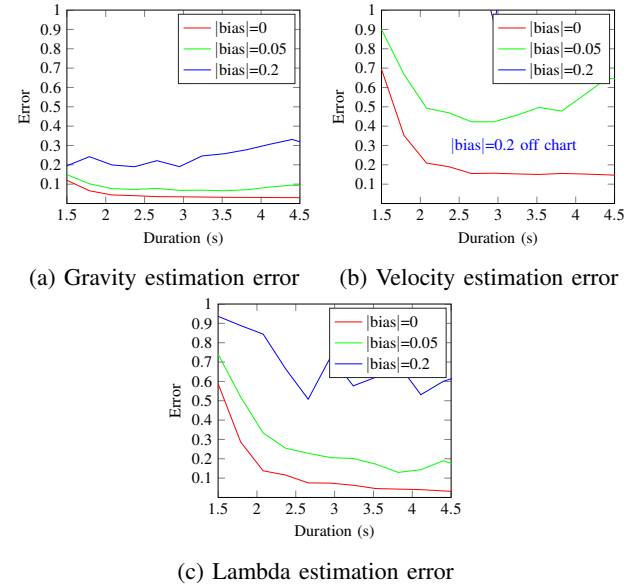 1
0.9
0.8
0.7
0.6
0.5
0.4
0.3
0.2
0.1
Error
|bias|=0
|bias|=0.05
|bias|=0.2
1.5 2 2.5 3 3.5 4 4.5
Duration (s)
(a) Gravity estimation error
1
0.9
0.8
0.7
0.6
0.5
0.4
0.3
0.2
0.1
Error
|bias|=0
|bias|=0.05
|bias|=0.2
|bias|=0.2 off chart
1.5 2 2.5 3 3.5 4 4.5
Duration (s)
(b) Velocity estimation error
1
0.9
0.8
0.7
0.6
0.5
0.4
0.3
0.2
0.1
Error
|bias|=0
|bias|=0.05
|bias|=0.2
1.5 2 2.5 3 3.5 4 4.5
Duration (s)
(c) Lambda estimation error